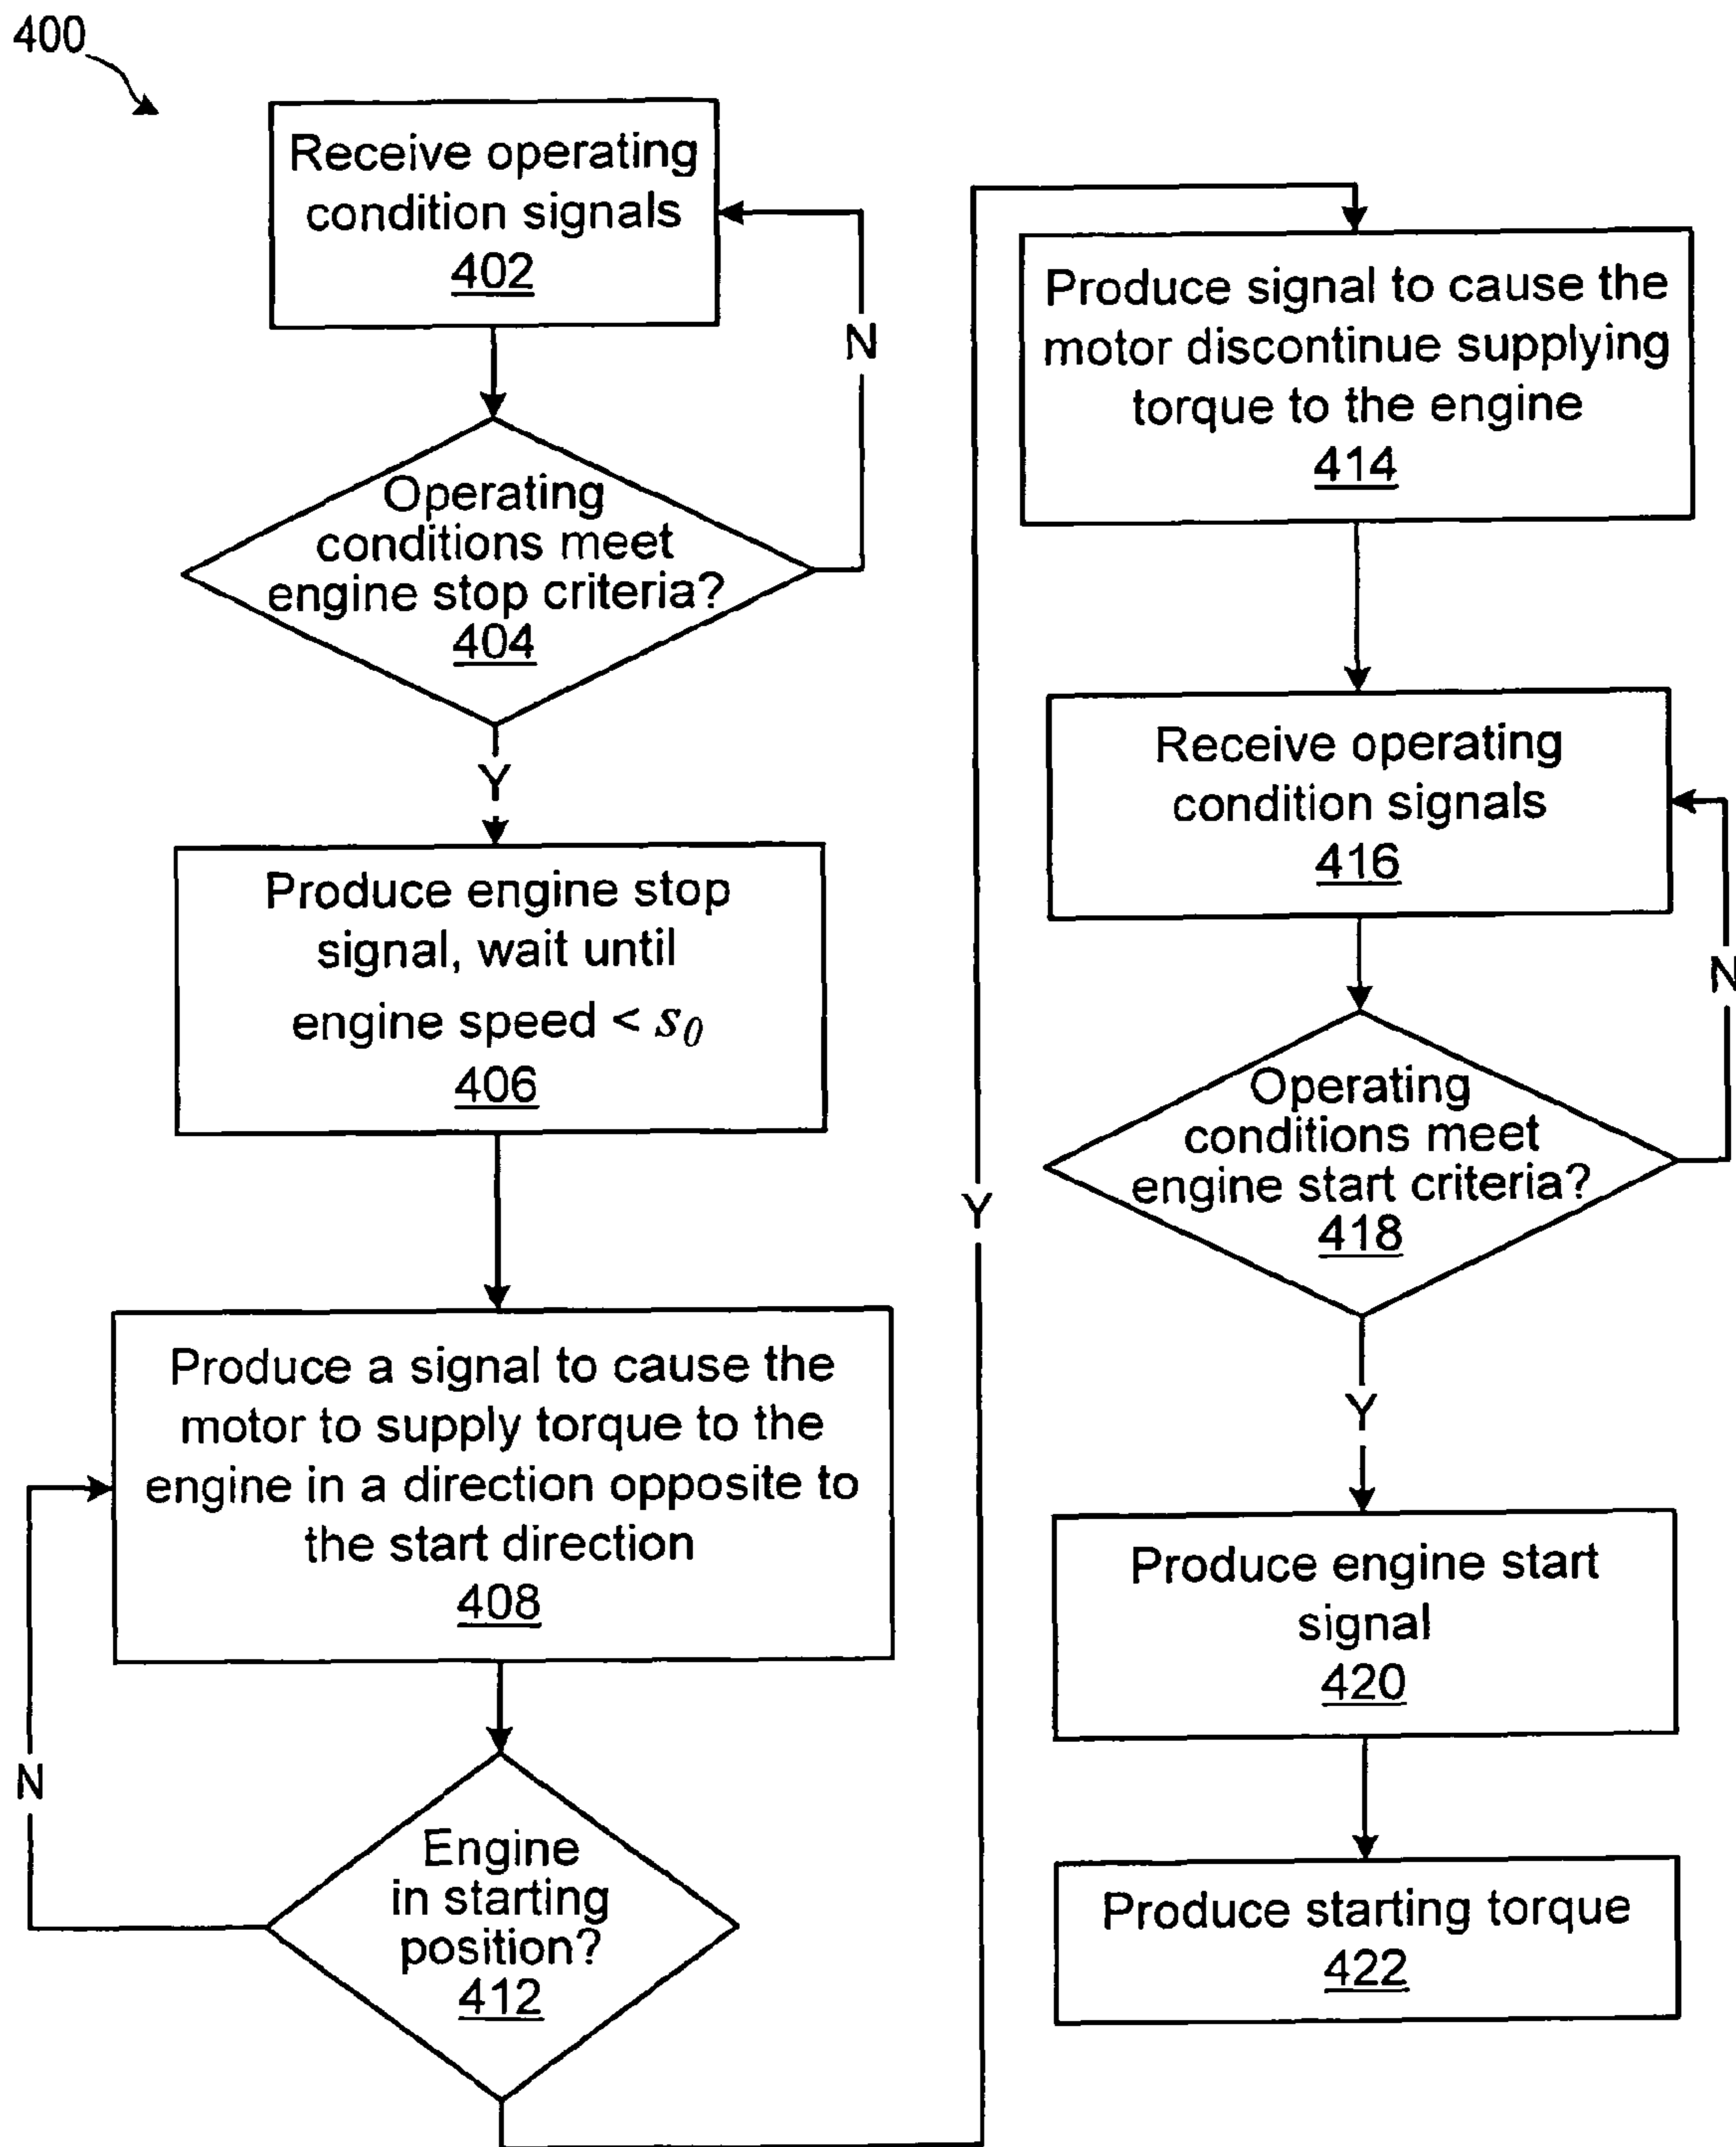 400
Receive operating
condition signals
402
N
Operating
conditions meet
engine stop criteria?
404
Y
Produce engine stop
signal, wait until
engine speed < s0
406
Produce a signal to cause the
motor to supply torque to the
engine in a direction opposite to
the start direction
408
N
Engine
in starting
position?
412
Y
Produce signal to cause the
motor discontinue supplying
torque to the engine
414
Receive operating
condition signals
416
N
Operating
conditions meet
engine start criteria?
418
Y
Produce engine start
signal
420
Produce starting torque
422